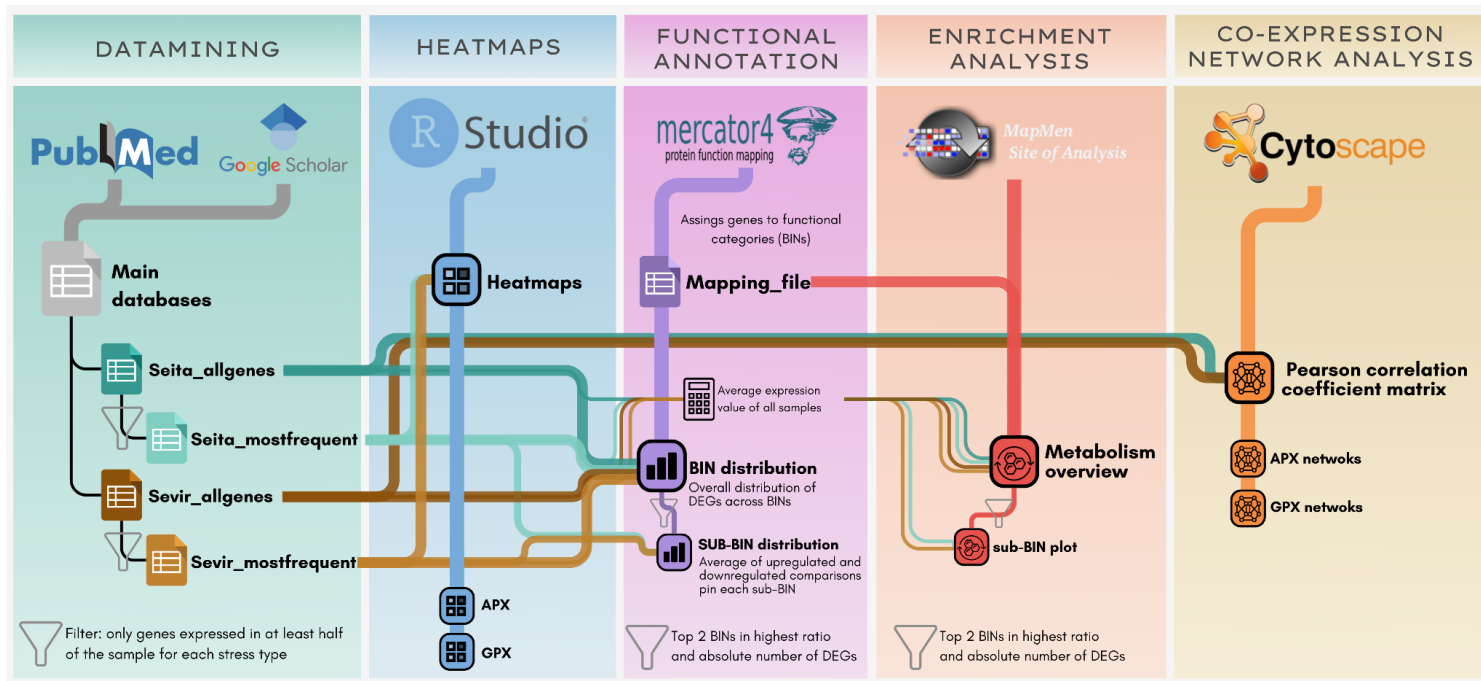 DATAMINING
HEATMAPS
FUNCTIONAL
ANNOTATION
ENRICHMENT
ANALYSIS
CO-EXPRESSION
NETWORK ANALYSIS
PubMed
Google Scholar
Main
databases
Seita_allgenes
Seita_mostfrequent
Sevir_allgenes
Sevir_mostfrequent
Filter: only genes expressed in at least half
of the sample for each stress type
R Studio®
Heatmaps
APX
GPX
mercator4
protein function mapping
Assings genes to functional
categories (BINs)
Mapping_file
Average expression
value of all samples
BIN distribution
Overall distribution of
DEGs across BINs
SUB-BIN distribution
Average of upregulated and
downregulated comparisons
pin each sub-BIN
Top 2 BINs in highest ratio
and absolute number of DEGs
MapMen
Site of Analysis
Metabolism
overview
sub-BIN plot
Top 2 BINs in highest ratio
and absolute number of DEGs
Cytoscape
Pearson correlation
coefficient matrix
APX netwoks
GPX netwoks